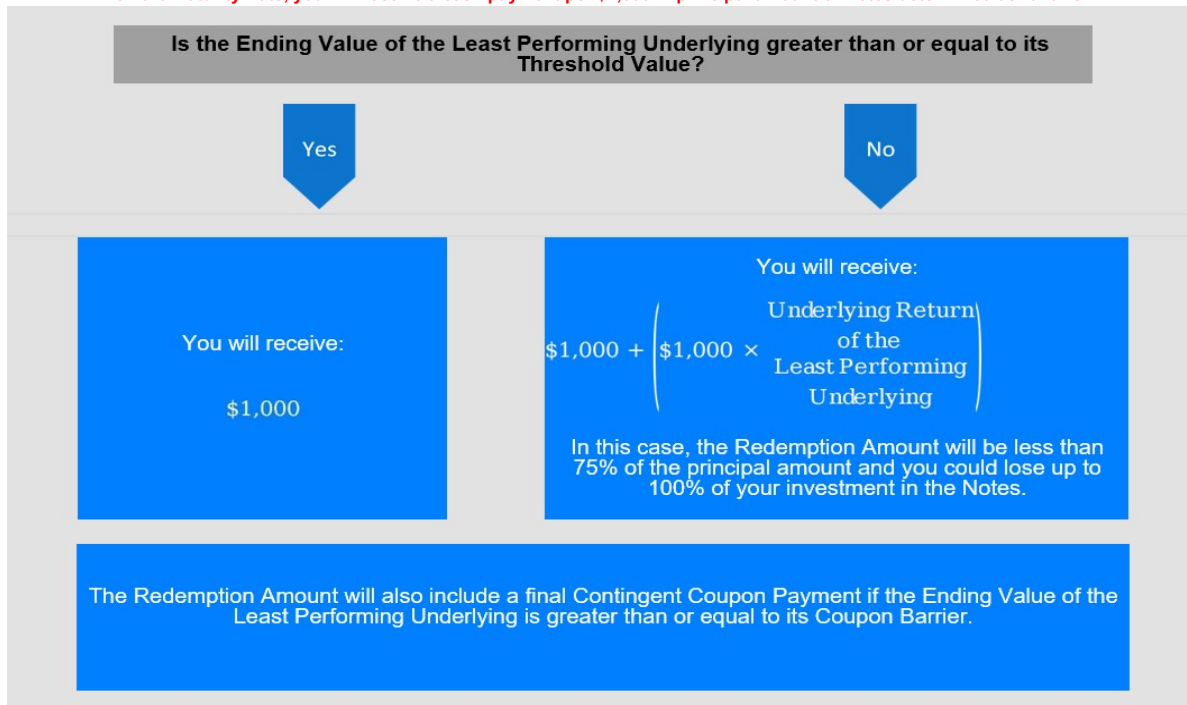 Is the Ending Value of the Least Performing Underlying greater than or equal to its
Threshold Value?
Yes
No
You will receive:
$1,000
You will receive:
$1,000 + ($1,000 × Underlying Return
of the
Least Performing
Underlying)
In this case, the Redemption Amount will be less than
75% of the principal amount and you could lose up to
100% of your investment in the Notes.
The Redemption Amount will also include a final Contingent Coupon Payment if the Ending Value of the
Least Performing Underlying is greater than or equal to its Coupon Barrier.